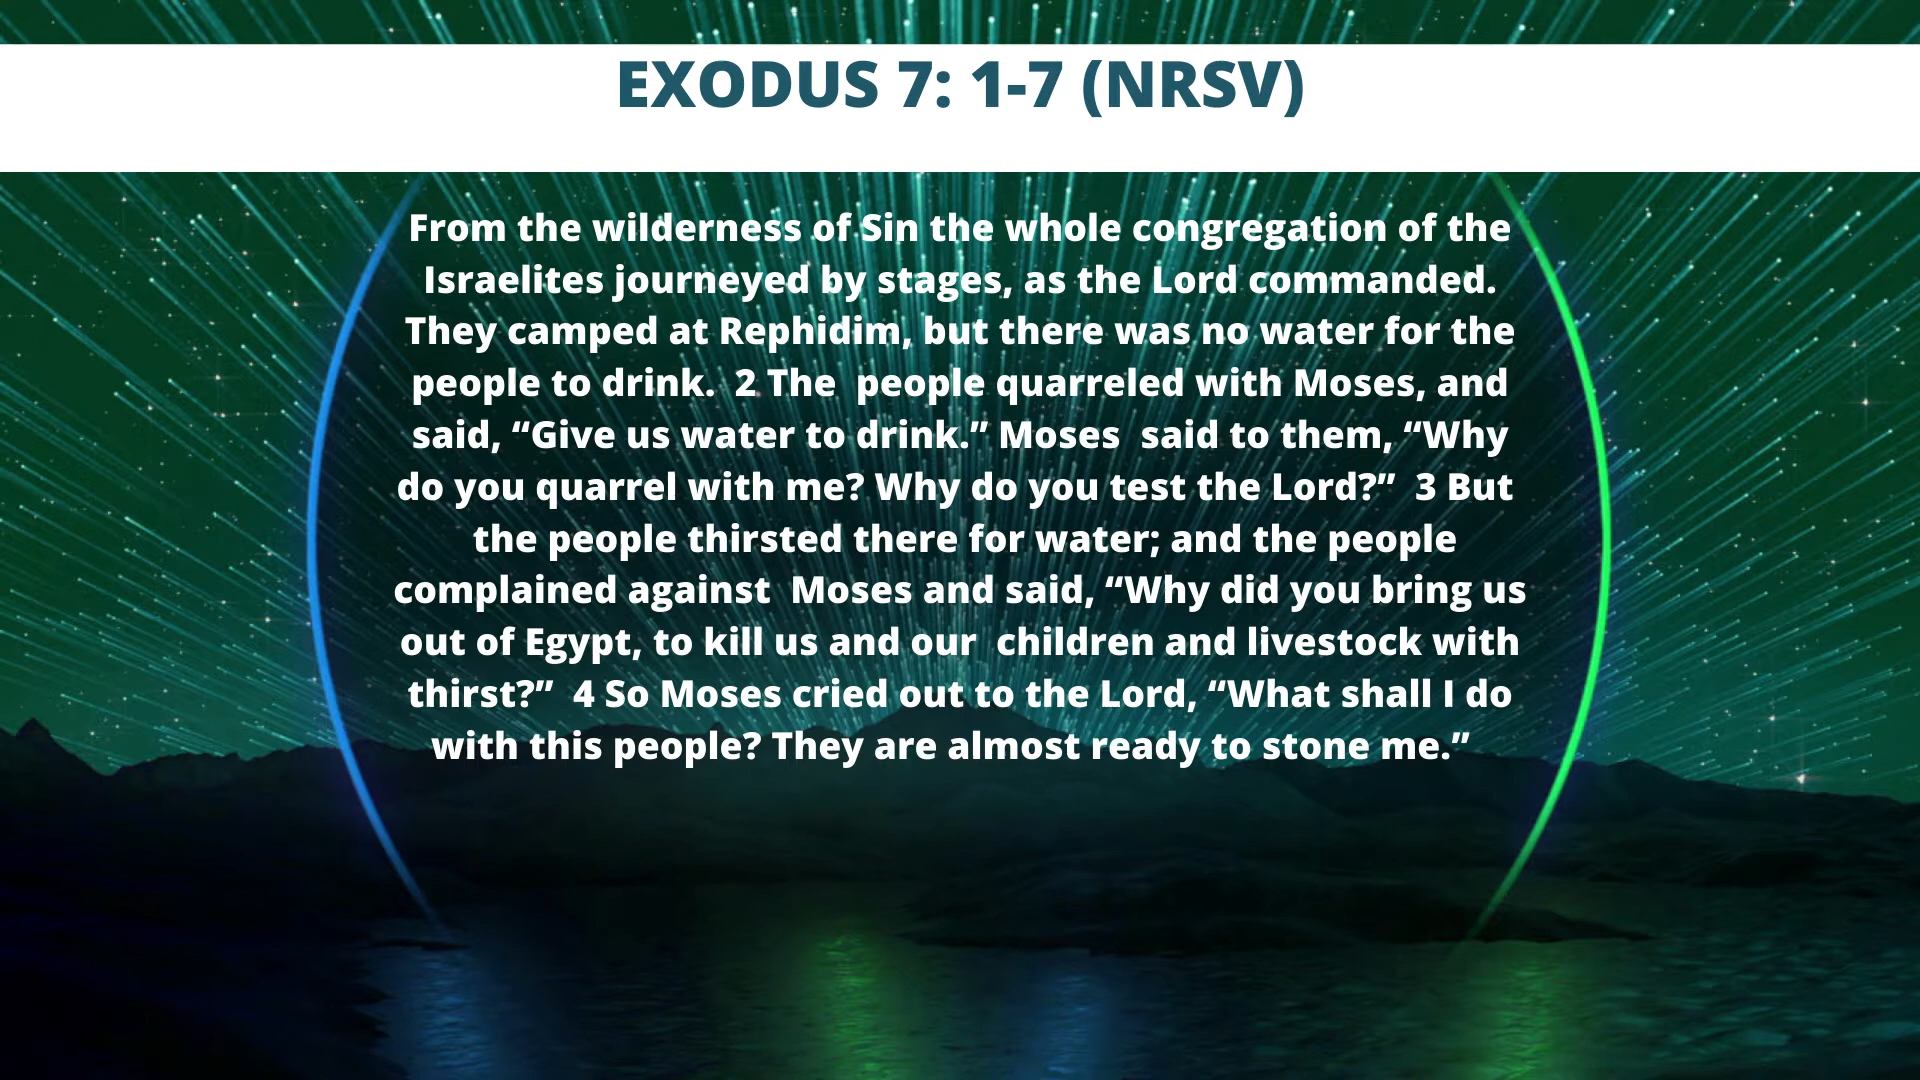 EXODUS 7: 1-7 (NRSV)
From the wilderness of Sin the whole congregation of the
Israelites journeyed by stages, as the Lord commanded.
They camped at Rephidim, but there was no water for the
people to drink.  2 The  people quarreled with Moses, and
said, “Give us water to drink.” Moses  said to them, “Why
do you quarrel with me? Why do you test the Lord?”  3 But
the people thirsted there for water; and the people
complained against  Moses and said, “Why did you bring us
out of Egypt, to kill us and our  children and livestock with
thirst?”  4 So Moses cried out to the Lord, “What shall I do
with this people? They are almost ready to stone me.”